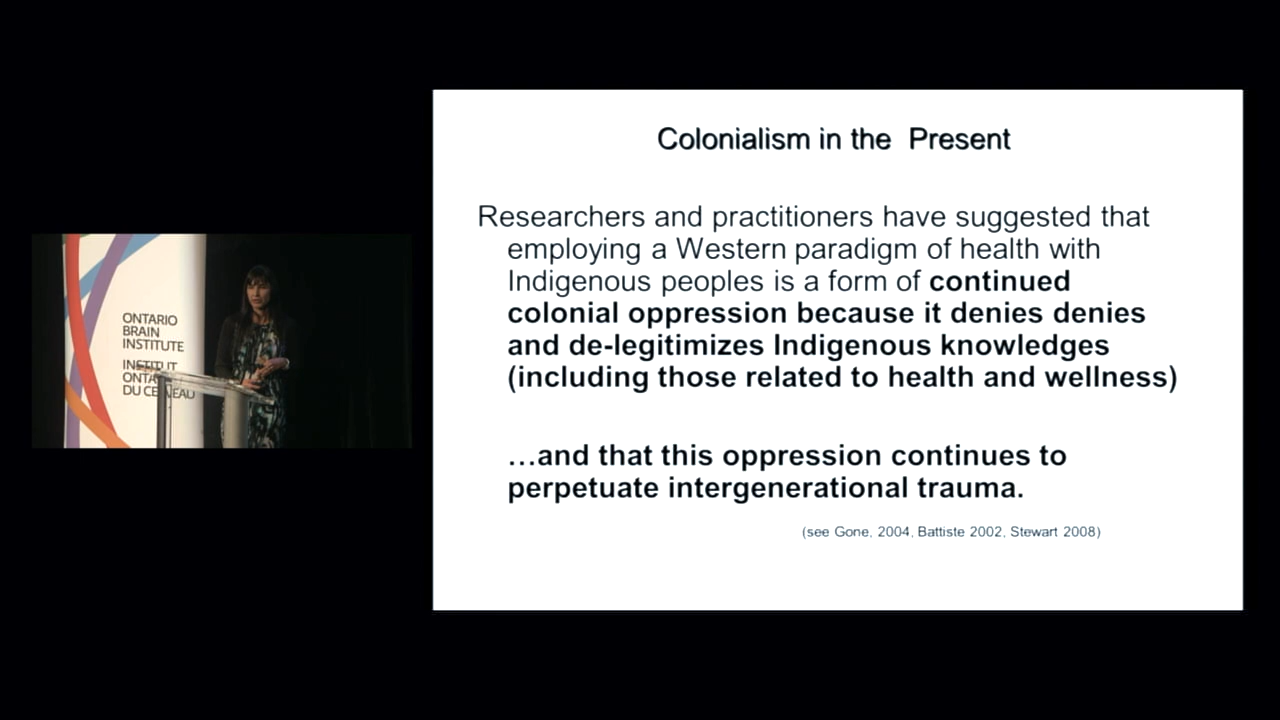 ONTARIO
BRAIN
INSTITUTE
INSTITUT
Colonialism in the Present
Researchers and practitioners have suggested that
employing a Western paradigm of health with
Indigenous peoples is a form of continued
colonial oppression because it denies denies
and de-legitimizes Indigenous knowledges
(including those related to health and wellness)
…and that this oppression continues to
perpetuate intergenerational trauma.
(see Gone, 2004, Battiste 2002, Stewart 2008)